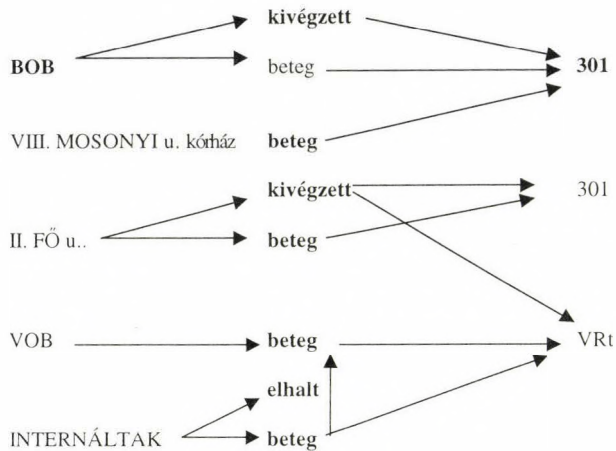 kivégzett
BOB beteg 301
VIII. MOSONYI u. kórház beteg
kivégzett 301
II. FŐ u.. beteg
VOB beteg VRt
elhalt
INTERNÁLTAK beteg